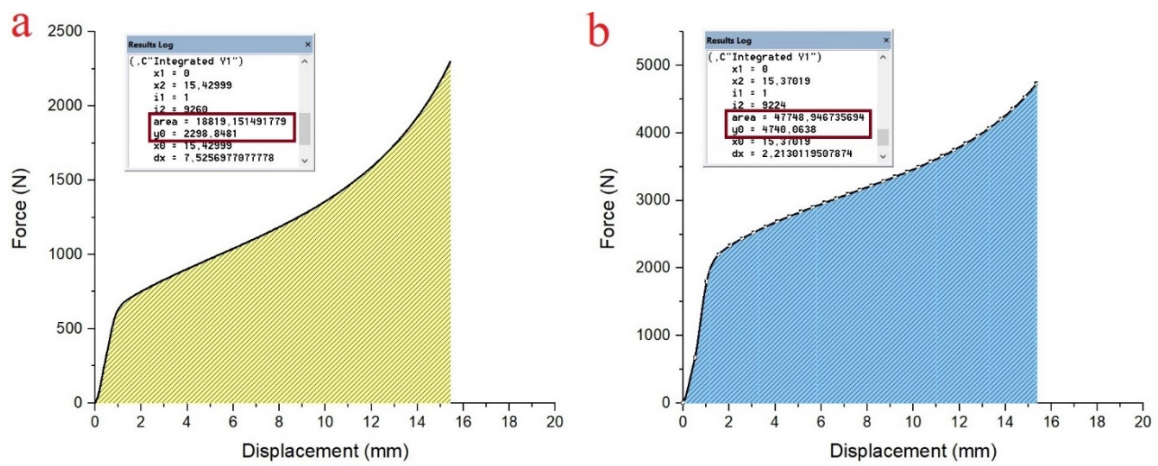 a
2500
2000
1500
1000
500
0
Force (N)
0 2 4 6 8 10 12 14 16 18 20
Displacement (mm)
Results Log ×
(,C"Integrated Y1")
x1 = 0
x2 = 15,42999
i1 = 1
i2 = 9260
area = 18819,151491779
y0 = 2298,8481
x0 = 15,42999
dx = 7,5256977077778
b
5000
4000
3000
2000
1000
0
Force (N)
0 2 4 6 8 10 12 14 16 18 20
Displacement (mm)
Results Log ×
(,C"Integrated Y1")
x1 = 0
x2 = 15,37019
i1 = 1
i2 = 9224
area = 47748,946735694
y0 = 4740,0638
x0 = 15,37019
dx = 2,2130119507874